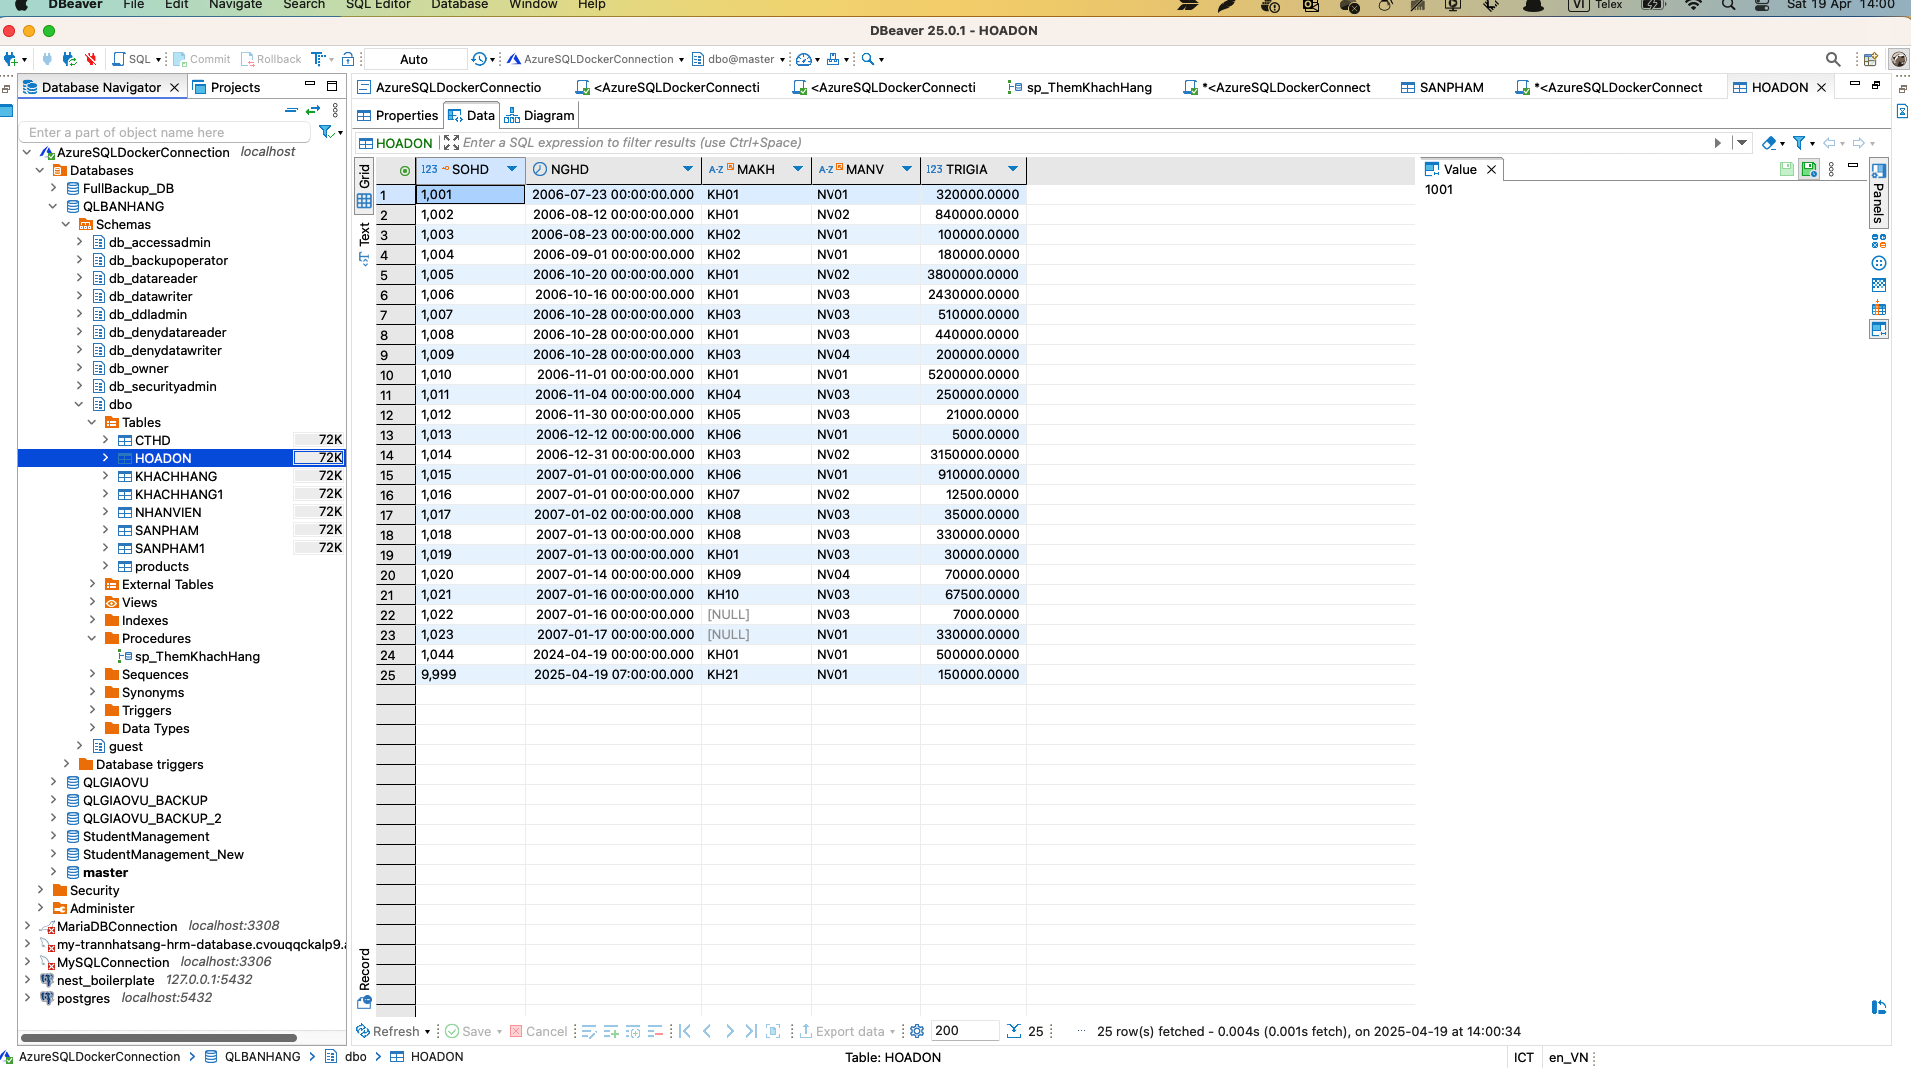 DBeaver File Edit Navigate Search SQL Editor Database Window Help VI Telex Sat 19 Apr 14:00
DBeaver 25.0.1 - HOADON
SQL Commit Rollback Auto AzureSQLDockerConnection dbo@master
Database Navigator Projects
AzureSQLDockerConnectio <AzureSQLDockerConnecti <AzureSQLDockerConnecti sp_ThemKhachHang *<AzureSQLDockerConnect SANPHAM *<AzureSQLDockerConnect HOADON
Properties Data Diagram
Enter a part of object name here
HOADON Enter a SQL expression to filter results (use Ctrl+Space)
AzureSQLDockerConnection localhost
Databases
FullBackup_DB
QLBANHANG
Schemas
db_accessadmin
db_backupoperator
db_datareader
db_datawriter
db_ddladmin
db_denydatareader
db_denydatawriter
db_owner
db_securityadmin
dbo
Tables
CTHD 72K
HOADON 72K
KHACHHANG 72K
KHACHHANG1 72K
NHANVIEN 72K
SANPHAM 72K
SANPHAM1 72K
products
External Tables
Views
Indexes
Procedures
sp_ThemKhachHang
Sequences
Synonyms
Triggers
Data Types
guest
Database triggers
QLGIAOVU
QLGIAOVU_BACKUP
QLGIAOVU_BACKUP_2
StudentManagement
StudentManagement_New
master
Security
Administer
MariaDBConnection localhost:3308
my-trannhatsang-hrm-database.cvouqqckalp9.a
MySQLConnection localhost:3306
nest_boilerplate 127.0.0.1:5432
postgres localhost:5432
Grid
Text
Record
123 SOHD NGHD A-Z MAKH A-Z MANV 123 TRIGIA
1 1,001 2006-07-23 00:00:00.000 KH01 NV01 320000.0000
2 1,002 2006-08-12 00:00:00.000 KH01 NV02 840000.0000
3 1,003 2006-08-23 00:00:00.000 KH02 NV01 100000.0000
4 1,004 2006-09-01 00:00:00.000 KH02 NV01 180000.0000
5 1,005 2006-10-20 00:00:00.000 KH01 NV02 3800000.0000
6 1,006 2006-10-16 00:00:00.000 KH01 NV03 2430000.0000
7 1,007 2006-10-28 00:00:00.000 KH03 NV03 510000.0000
8 1,008 2006-10-28 00:00:00.000 KH01 NV03 440000.0000
9 1,009 2006-10-28 00:00:00.000 KH03 NV04 200000.0000
10 1,010 2006-11-01 00:00:00.000 KH01 NV01 5200000.0000
11 1,011 2006-11-04 00:00:00.000 KH04 NV03 250000.0000
12 1,012 2006-11-30 00:00:00.000 KH05 NV03 21000.0000
13 1,013 2006-12-12 00:00:00.000 KH06 NV01 5000.0000
14 1,014 2006-12-31 00:00:00.000 KH03 NV02 3150000.0000
15 1,015 2007-01-01 00:00:00.000 KH06 NV01 910000.0000
16 1,016 2007-01-01 00:00:00.000 KH07 NV02 12500.0000
17 1,017 2007-01-02 00:00:00.000 KH08 NV03 35000.0000
18 1,018 2007-01-13 00:00:00.000 KH08 NV03 330000.0000
19 1,019 2007-01-13 00:00:00.000 KH01 NV03 30000.0000
20 1,020 2007-01-14 00:00:00.000 KH09 NV04 70000.0000
21 1,021 2007-01-16 00:00:00.000 KH10 NV03 67500.0000
22 1,022 2007-01-16 00:00:00.000 [NULL] NV03 7000.0000
23 1,023 2007-01-17 00:00:00.000 [NULL] NV01 330000.0000
24 1,044 2024-04-19 00:00:00.000 KH01 NV01 500000.0000
25 9,999 2025-04-19 07:00:00.000 KH21 NV01 150000.0000
Value
1001
Panels
Refresh Save Cancel Export data 200 25 25 row(s) fetched - 0.004s (0.001s fetch), on 2025-04-19 at 14:00:34
AzureSQLDockerConnection QLBANHANG dbo HOADON Table: HOADON ICT en_VN